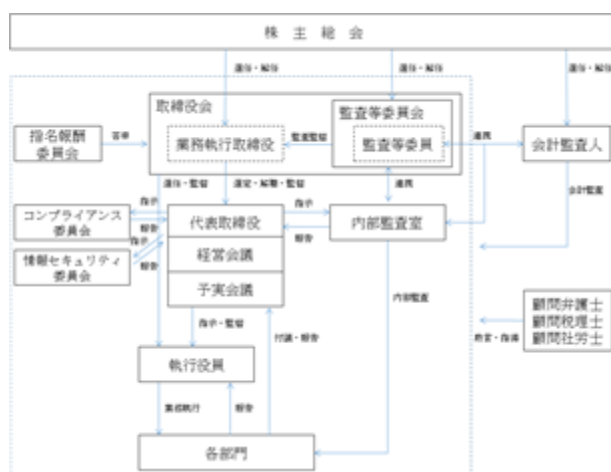 株主総会
選任・解任
選任・解任
選任・解任
取締役会
監査等委員会
指名報酬
委員会
答申
業務執行取締役
監査監督
監査等委員
連携
会計監査人
選任・監督
選定・解職・監督
連携
会計監査
コンプライアンス
委員会
指示
報告
代表取締役
指示
報告
内部監査室
情報セキュリティ
委員会
指示
報告
経営会議
予実会議
内部監査
顧問弁護士
顧問税理士
顧問社労士
助言・指導
指示・監督
付議・報告
執行役員
業務執行
報告
各部門